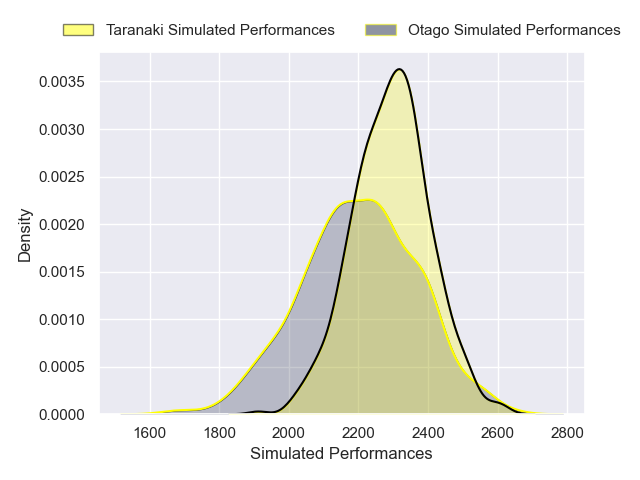 Taranaki Simulated Performances
Otago Simulated Performances
0.0035
0.0030
0.0025
0.0020
0.0015
0.0010
0.0005
0.0000
Density
1600 1800 2000 2200 2400 2600 2800
Simulated Performances